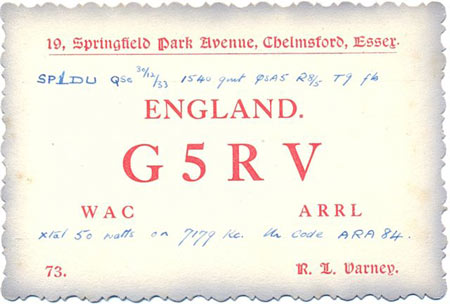 19, Springfield Park Avenue, Chelmsford, Essex.
SP1DU QSO 30/12/33 1540 gmt QSA5 R8/5 T9 fb
ENGLAND.
G5RV
WAC ARRL
xtal 50 watts on 7179 Kc. Ur Code ARA 84.
73. R. L. Varney.